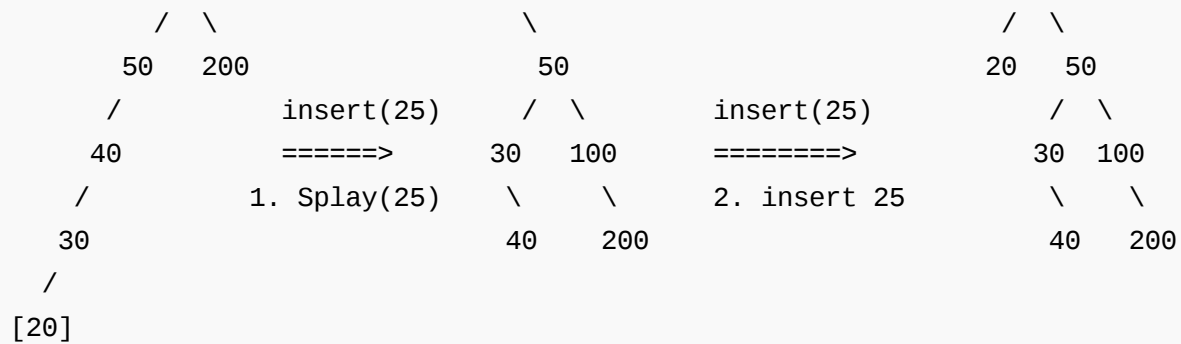 / \ \ / \
50 200 50 20 50
/ insert(25) / \ insert(25) / \
40 ======> 30 100 ========> 30 100
/ 1. Splay(25) \ \ 2. insert 25 \ \
30 40 200 40 200
/
[20]